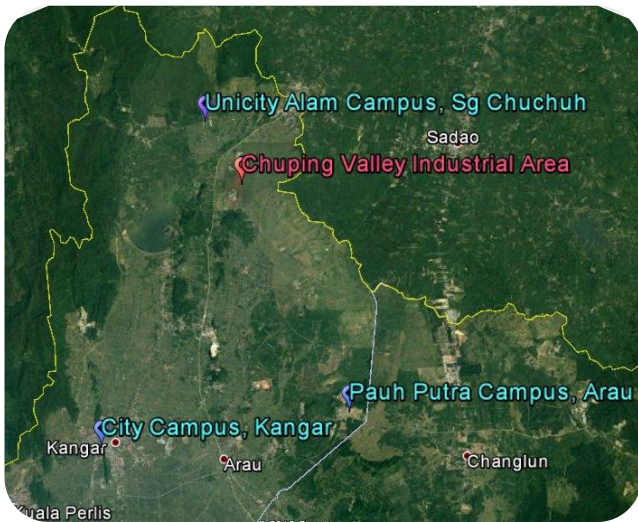 Unicity Alam Campus, Sg Chuchuh
Sadao
Chuping Valley Industrial Area
Pauh Putra Campus, Arau
City Campus, Kangar
Kangar
Arau
Changlun
Kuala Perlis